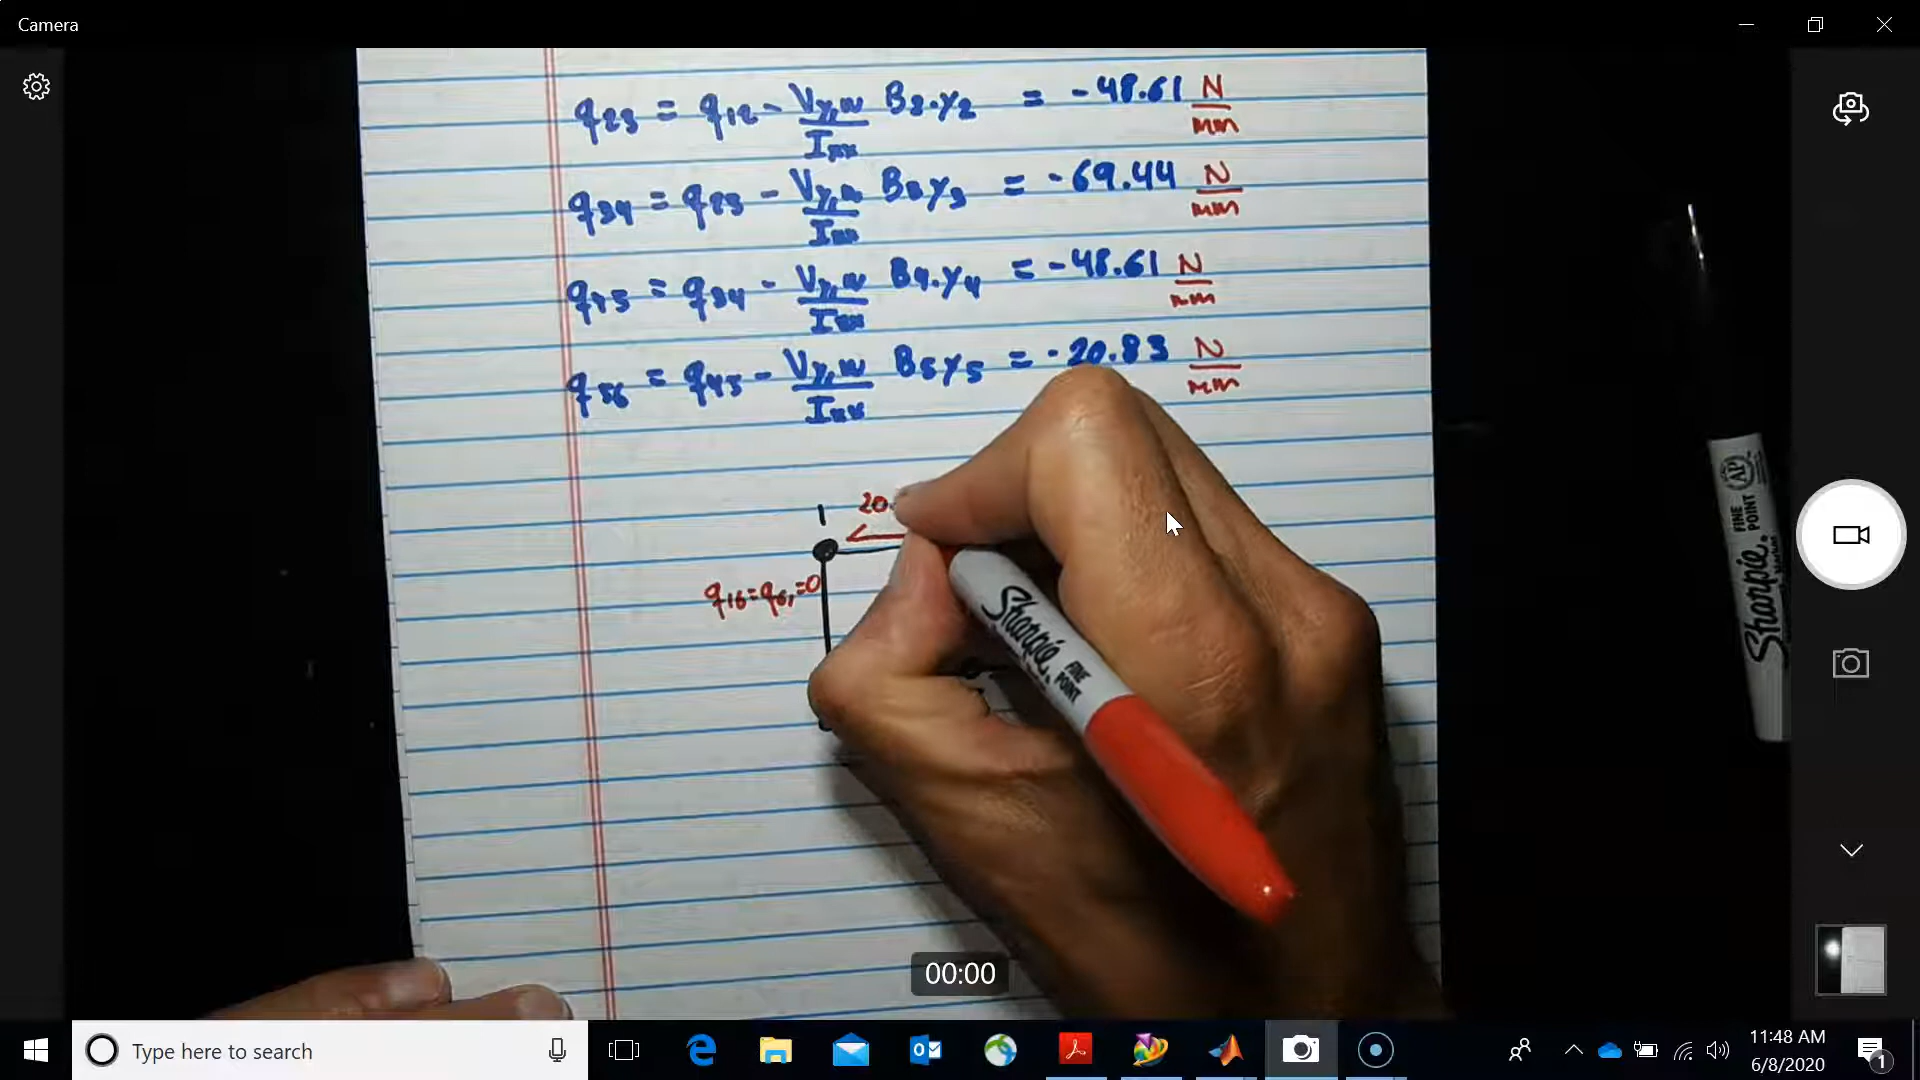 Camera
q23 = q12 - Vy,w/Ixx B2.y2 = -48.61 N/mm
q34 = q23 - Vy,w/Ixx B3y3 = -69.44 N/mm
q45 = q34 - Vy,w/Ixx B4.y4 = -48.61 N/mm
q56 = q45 - Vy,w/Ixx B5y5 = -20.83 N/mm
1
20.
q16=q61=0
Sharpie.
FINE
POINT
Sharpie.
FINE
POINT
AP
00:00
Type here to search
11:48 AM
6/8/2020
1